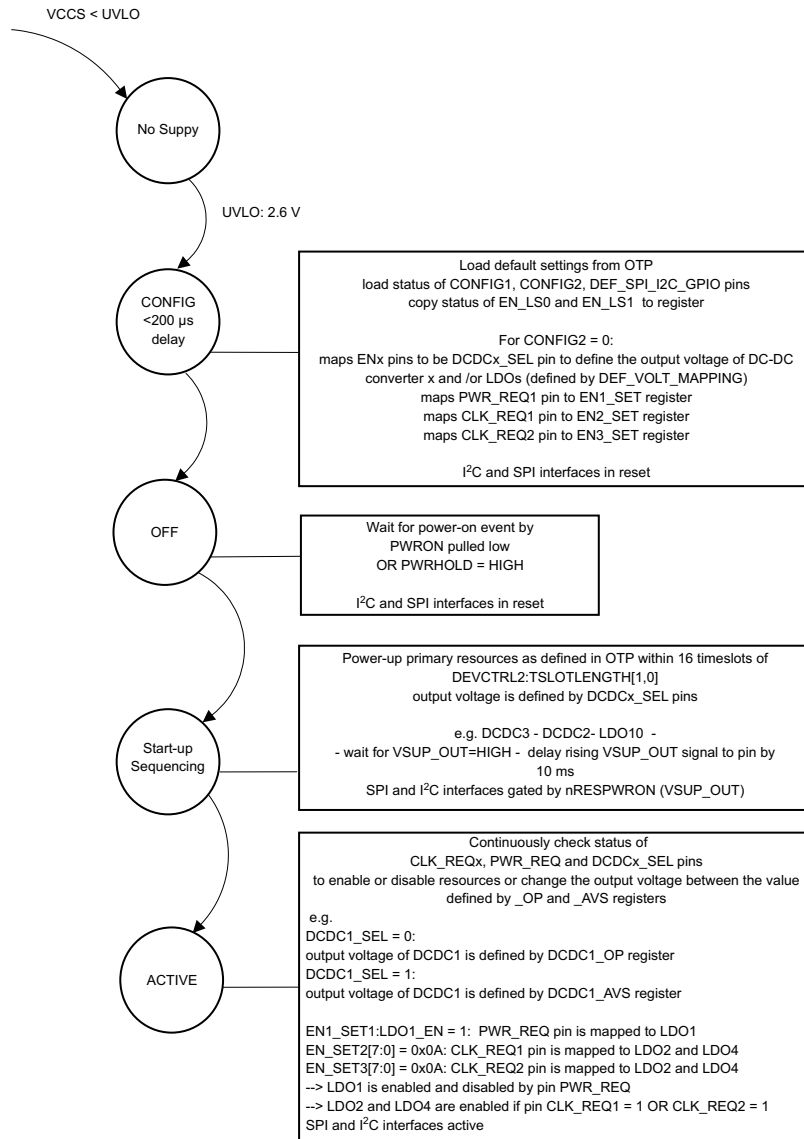 VCCS < UVLO
No Suppy
UVLO: 2.6 V
CONFIG
<200 µs
delay
Load default settings from OTP
load status of CONFIG1, CONFIG2, DEF_SPI_I2C_GPIO pins
copy status of EN_LS0 and EN_LS1 to register
For CONFIG2 = 0:
maps ENx pins to be DCDCx_SEL pin to define the output voltage of DC-DC
converter x and /or LDOs (defined by DEF_VOLT_MAPPING)
maps PWR_REQ1 pin to EN1_SET register
maps CLK_REQ1 pin to EN2_SET register
maps CLK_REQ2 pin to EN3_SET register
I²C and SPI interfaces in reset
OFF
Wait for power-on event by
PWRON pulled low
OR PWRHOLD = HIGH
I²C and SPI interfaces in reset
Start-up
Sequencing
Power-up primary resources as defined in OTP within 16 timeslots of
DEVCTRL2:TSLOTLENGTH[1,0]
output voltage is defined by DCDCx_SEL pins
e.g. DCDC3 - DCDC2- LDO10 -
- wait for VSUP_OUT=HIGH - delay rising VSUP_OUT signal to pin by
10 ms
SPI and I²C interfaces gated by nRESPWRON (VSUP_OUT)
ACTIVE
Continuously check status of
CLK_REQx, PWR_REQ and DCDCx_SEL pins
to enable or disable resources or change the output voltage between the value
defined by _OP and _AVS registers
e.g.
DCDC1_SEL = 0:
output voltage of DCDC1 is defined by DCDC1_OP register
DCDC1_SEL = 1:
output voltage of DCDC1 is defined by DCDC1_AVS register
EN1_SET1:LDO1_EN = 1: PWR_REQ pin is mapped to LDO1
EN_SET2[7:0] = 0x0A: CLK_REQ1 pin is mapped to LDO2 and LDO4
EN_SET3[7:0] = 0x0A: CLK_REQ2 pin is mapped to LDO2 and LDO4
--> LDO1 is enabled and disabled by pin PWR_REQ
--> LDO2 and LDO4 are enabled if pin CLK_REQ1 = 1 OR CLK_REQ2 = 1
SPI and I²C interfaces active